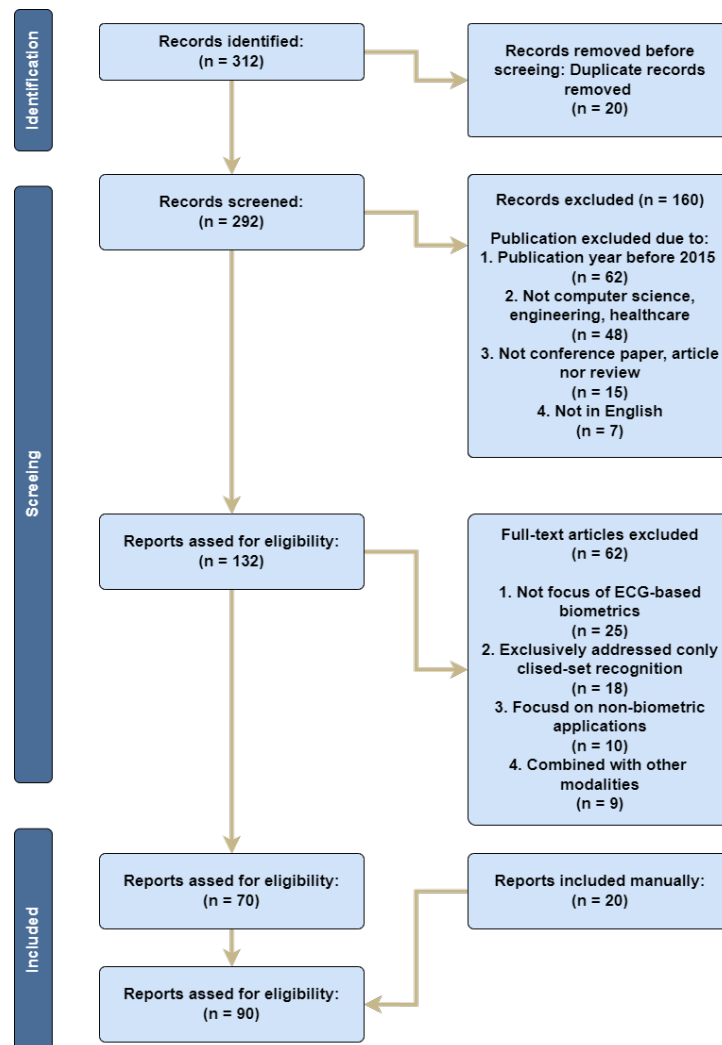 Identification
Records identified:
(n = 312)
Records removed before
screeing: Duplicate records
removed
(n = 20)
Screeing
Records screened:
(n = 292)
Records excluded (n = 160)
Publication excluded due to:
1. Publication year before 2015
(n = 62)
2. Not computer science,
engineering, healthcare
(n = 48)
3. Not conference paper, article
nor review
(n = 15)
4. Not in English
(n = 7)
Reports assed for eligibility:
(n = 132)
Full-text articles excluded
(n = 62)
1. Not focus of ECG-based
biometrics
(n = 25)
2. Exclusively addressed conly
clised-set recognition
(n = 18)
3. Focusd on non-biometric
applications
(n = 10)
4. Combined with other
modalities
(n = 9)
Included
Reports assed for eligibility:
(n = 70)
Reports included manually:
(n = 20)
Reports assed for eligibility:
(n = 90)